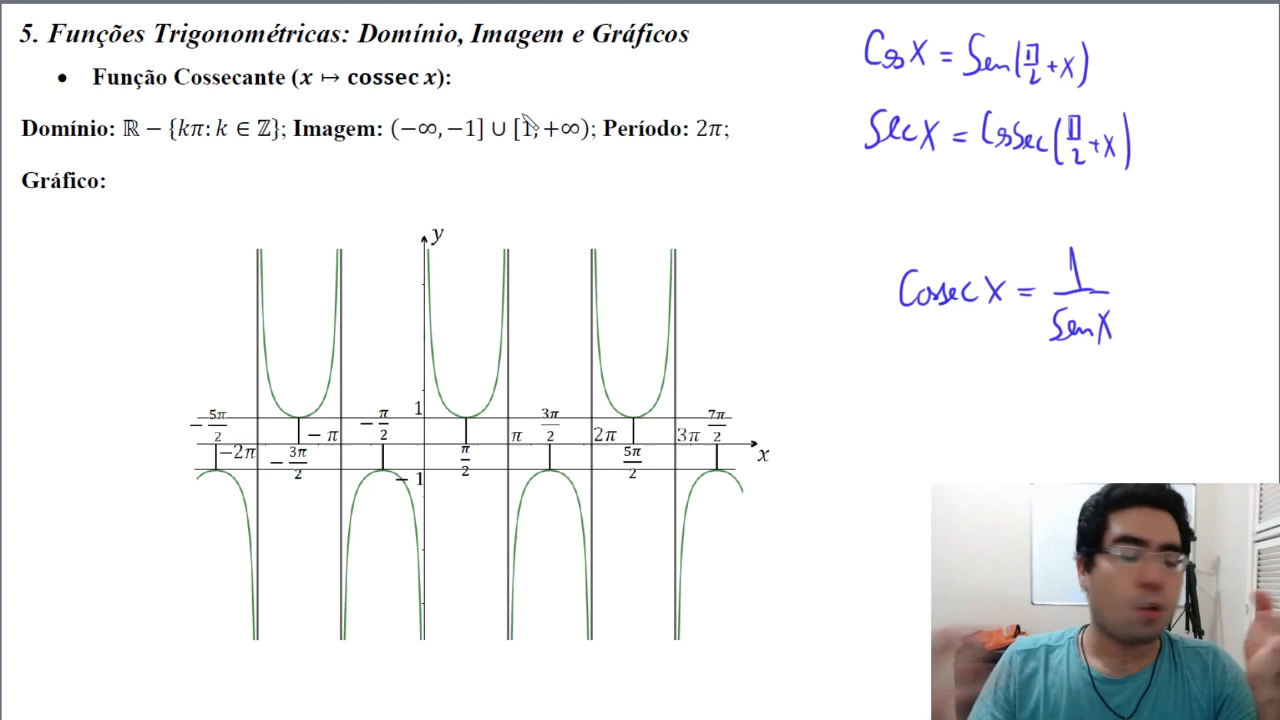 5. Funções Trigonométricas: Domínio, Imagem e Gráficos
• Função Cossecante (x ↦ cossec x):
Domínio: ℝ − {kπ: k ∈ ℤ}; Imagem: (−∞, −1] ∪ [1, +∞); Período: 2π;
Gráfico:
Cos X = Sen(π/2 + X)
Sec X = CosSec(π/2 + X)
Cossec X = 1/Sen X
y
1
−5π/2
−π/2
3π/2
7π/2
−π
π
2π
3π
−2π
−3π/2
π/2
5π/2
x
−1